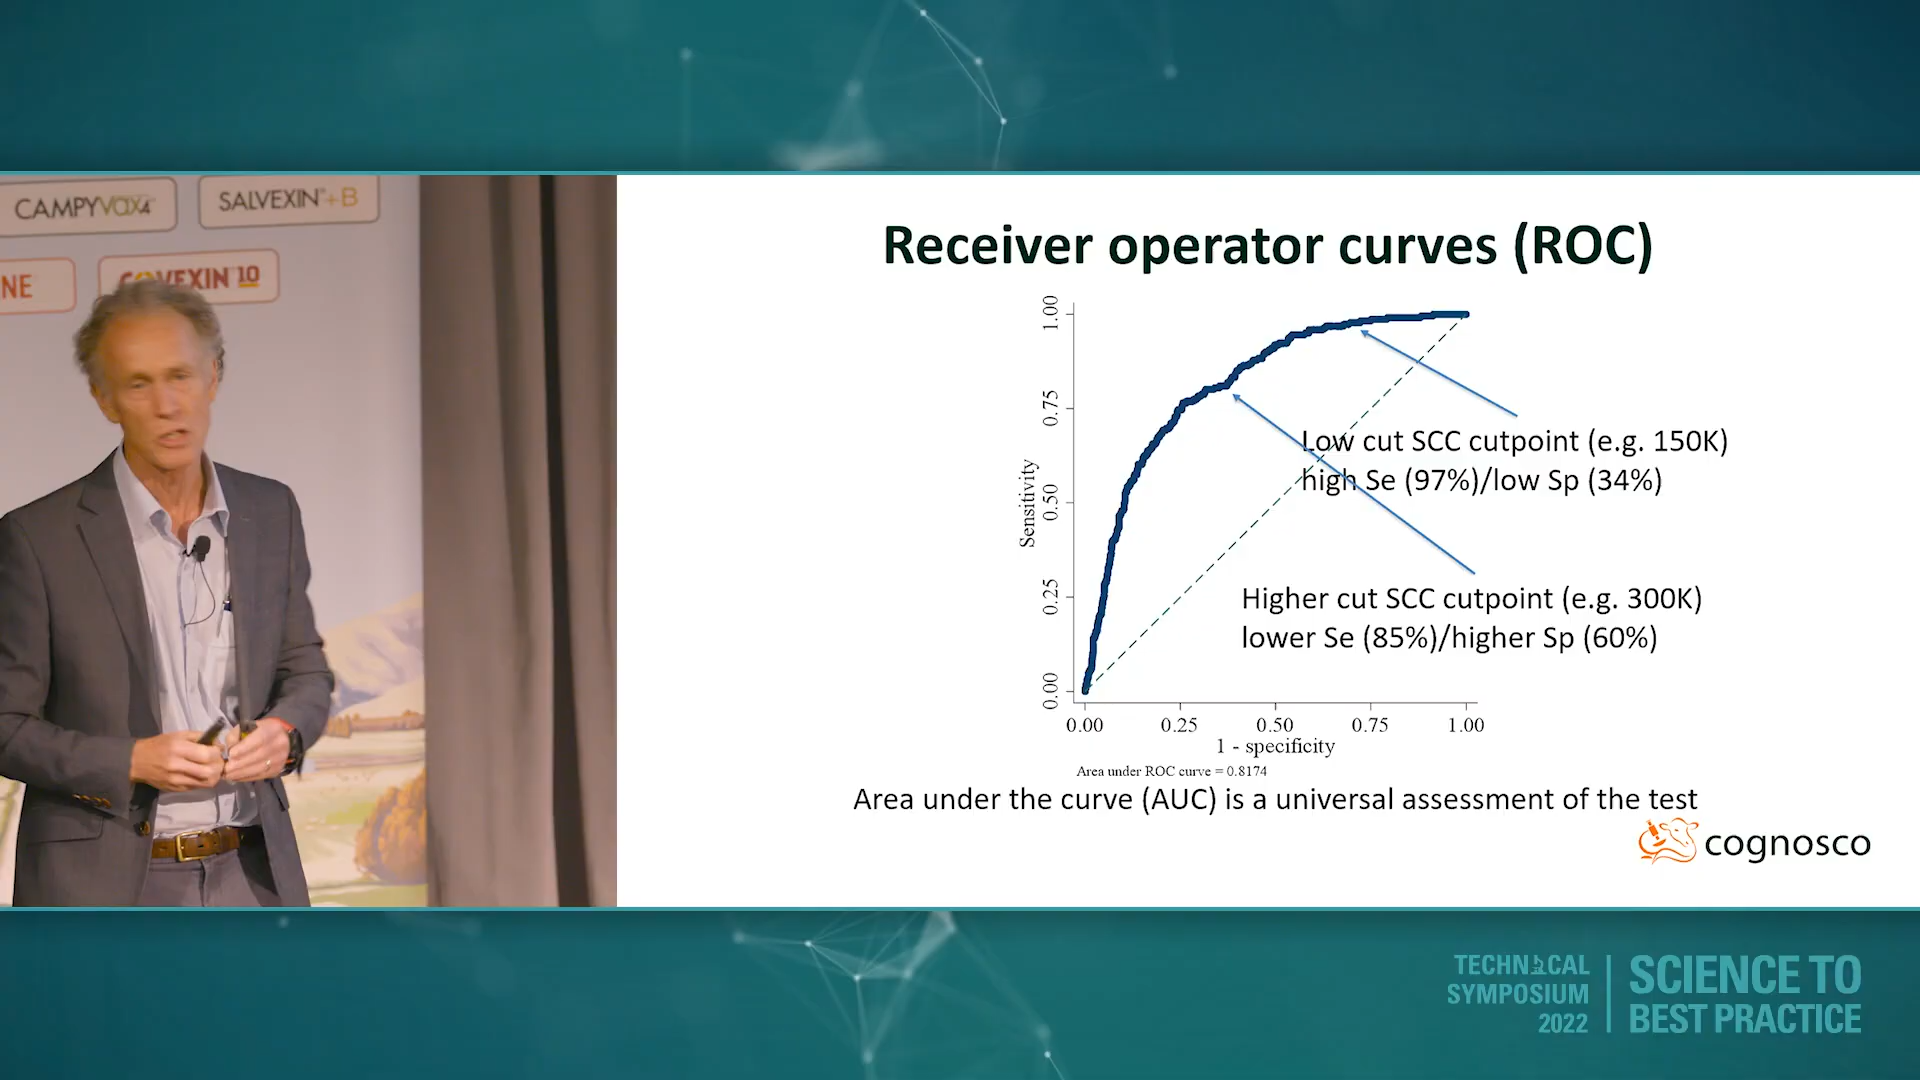 CAMPYVAX4
SALVEXIN+B
NE
COVEXIN 10
Receiver operator curves (ROC)
1.00
0.75
0.50
0.25
0.00
Sensitivity
Low cut SCC cutpoint (e.g. 150K)
high Se (97%)/low Sp (34%)
Higher cut SCC cutpoint (e.g. 300K)
lower Se (85%)/higher Sp (60%)
0.00 0.25 0.50 0.75 1.00
1 - specificity
Area under ROC curve = 0.8174
Area under the curve (AUC) is a universal assessment of the test
cognosco
TECHNICAL
SYMPOSIUM
2022
SCIENCE TO
BEST PRACTICE